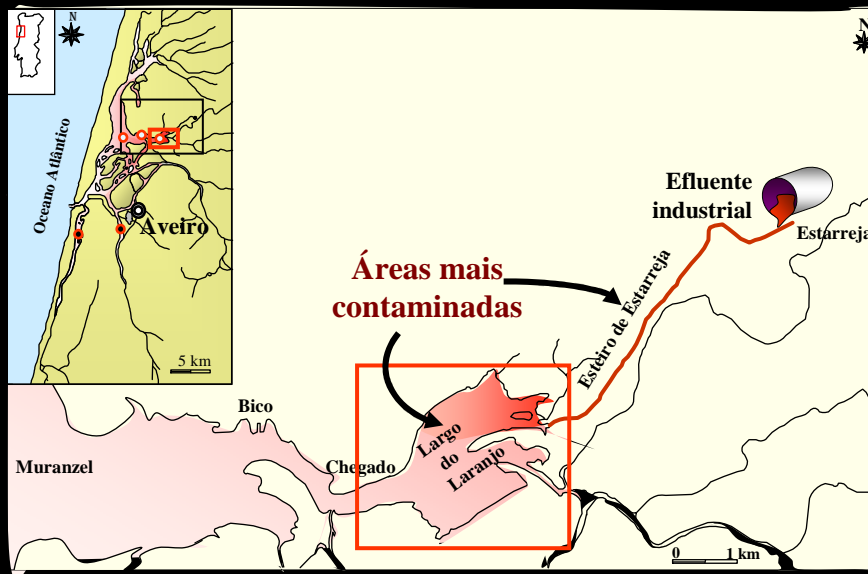 N
N
Oceano Atlântico
Aveiro
5 km
Efluente
industrial
Estarreja
Áreas mais
contaminadas
Esteiro de Estarreja
Bico
Muranzel
Chegado
Largo
do
Laranjo
0 1 km